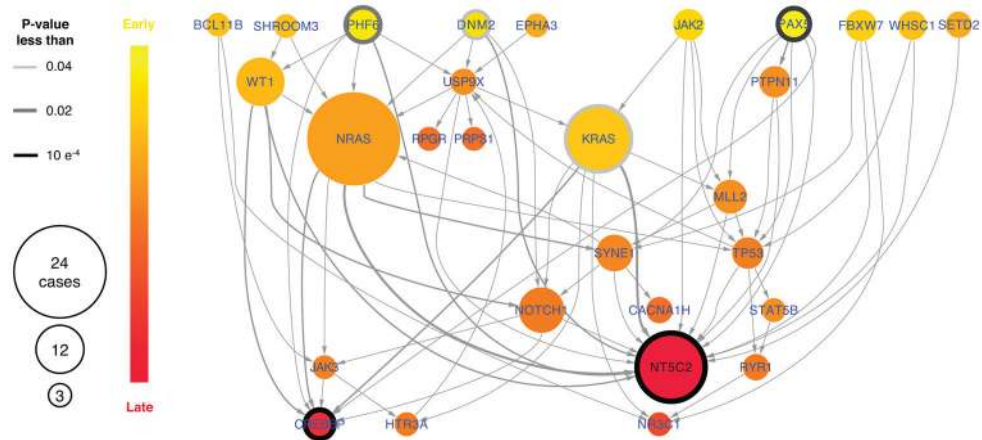 P-value
less than
0.04
0.02
10 e-4
24
cases
12
3
Early
Late
BCL11B
SHROOM3
PHF6
DNM2
EPHA3
JAK2
PAX5
FBXW7
WHSC1
SETD2
WT1
USP9X
PTPN11
NRAS
RPGR
PRPS1
KRAS
MLL2
SYNE1
TP53
NOTCH1
CACNA1H
STAT5B
JAK3
NT5C2
RYR1
HTR3A
NR3C1